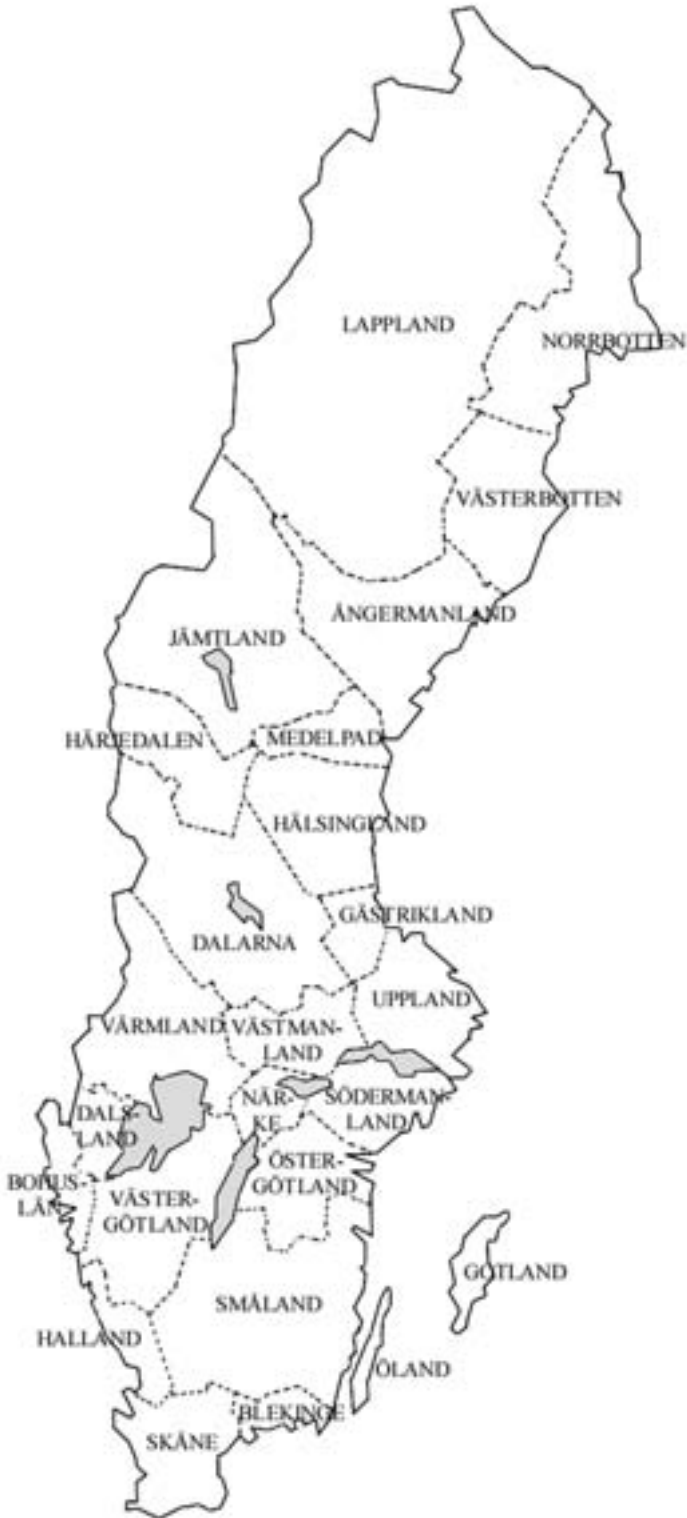 LAPPLAND
NORRBOTTEN
VÄSTERBOTTEN
ÅNGERMANLAND
JÄMTLAND
HÄRJEDALEN
MEDELPAD
HÄLSINGLAND
GÄSTRIKLAND
DALARNA
UPPLAND
VÄRMLAND
VÄSTMAN-
LAND
NÄR-
KE
SÖDERMAN-
LAND
DALS-
LAND
BOHUS-
LÄN
VÄSTER-
GÖTLAND
ÖSTER-
GÖTLAND
GOTLAND
SMÅLAND
HALLAND
ÖLAND
BLEKINGE
SKÅNE